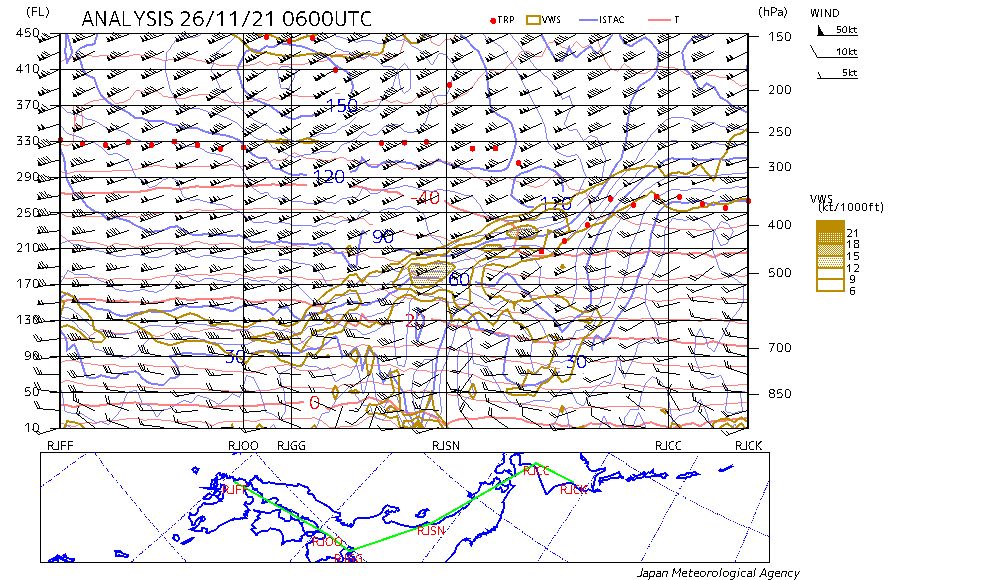 (FL) ANALYSIS 26/11/21 0600UTC TRP VWS ISTAC T (hPa) WIND
450 150 50kt
10kt
410 200 5kt
370 150
330 250
290 120 300
250 -40 120 400
210 90
170 60 500
130 20
90 30 30 700
50 0 850
10
VWS
(kt/1000ft)
21
18
15
12
9
6
RJFF RJOO RJGG RJSN RJCC RJCK
RJCC
RJFF RJCK
RJSN
RJOO
RJGG
Japan Meteorological Agency